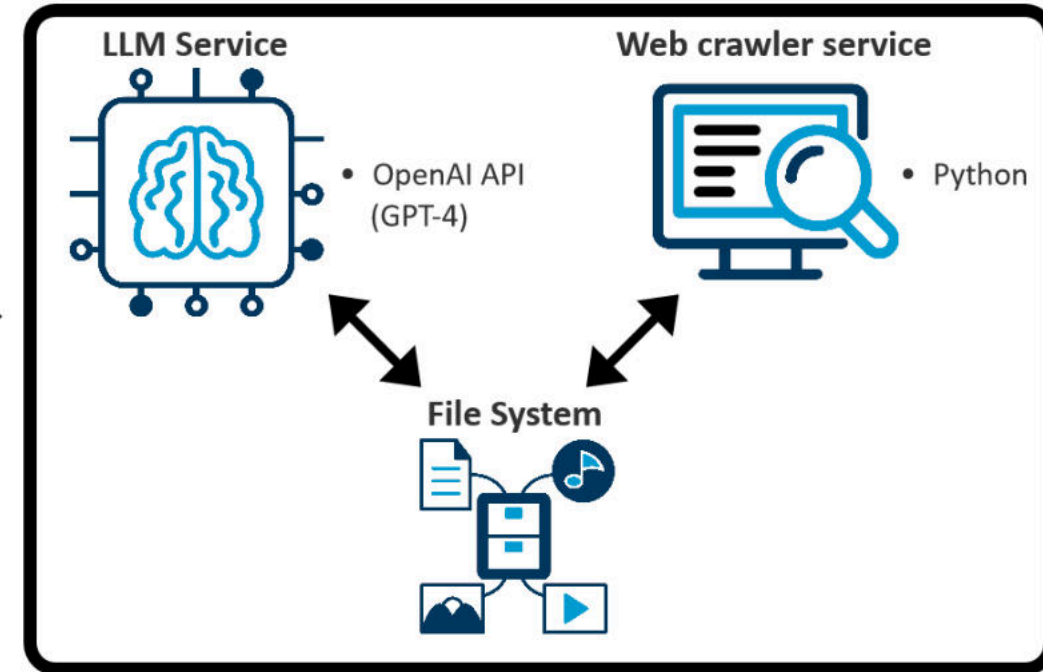 LLM Service
Web crawler service
• OpenAI API
(GPT-4)
• Python
File System